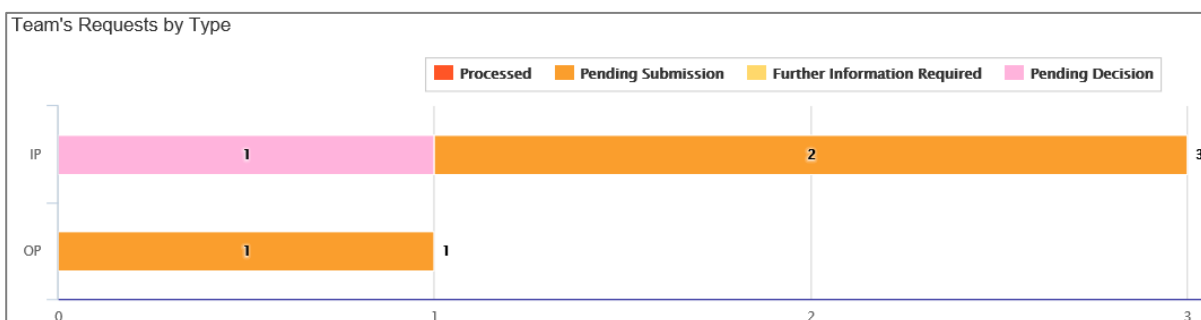 Team's Requests by Type
Processed Pending Submission Further Information Required Pending Decision
IP 1 2 3
OP 1 1
0 1 2 3